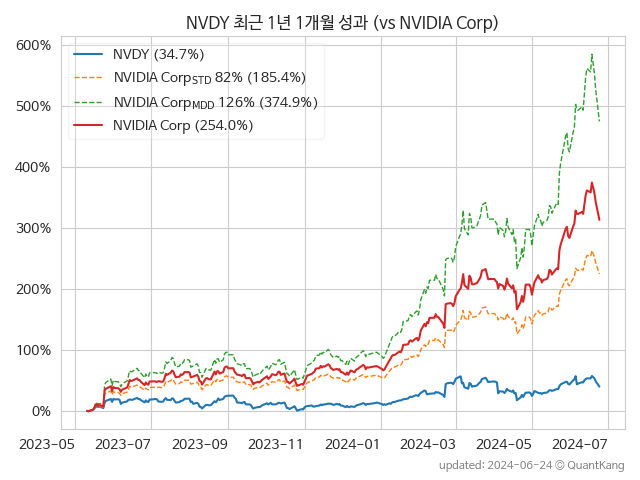 NVDY 최근 1년 1개월 성과 (vs NVIDIA Corp)
600%
500%
400%
300%
200%
100%
0%
NVDY (34.7%)
NVIDIA CorpSTD 82% (185.4%)
NVIDIA CorpMDD 126% (374.9%)
NVIDIA Corp (254.0%)
2023-05 2023-07 2023-09 2023-11 2024-01 2024-03 2024-05 2024-07
updated: 2024-06-24 © QuantKang